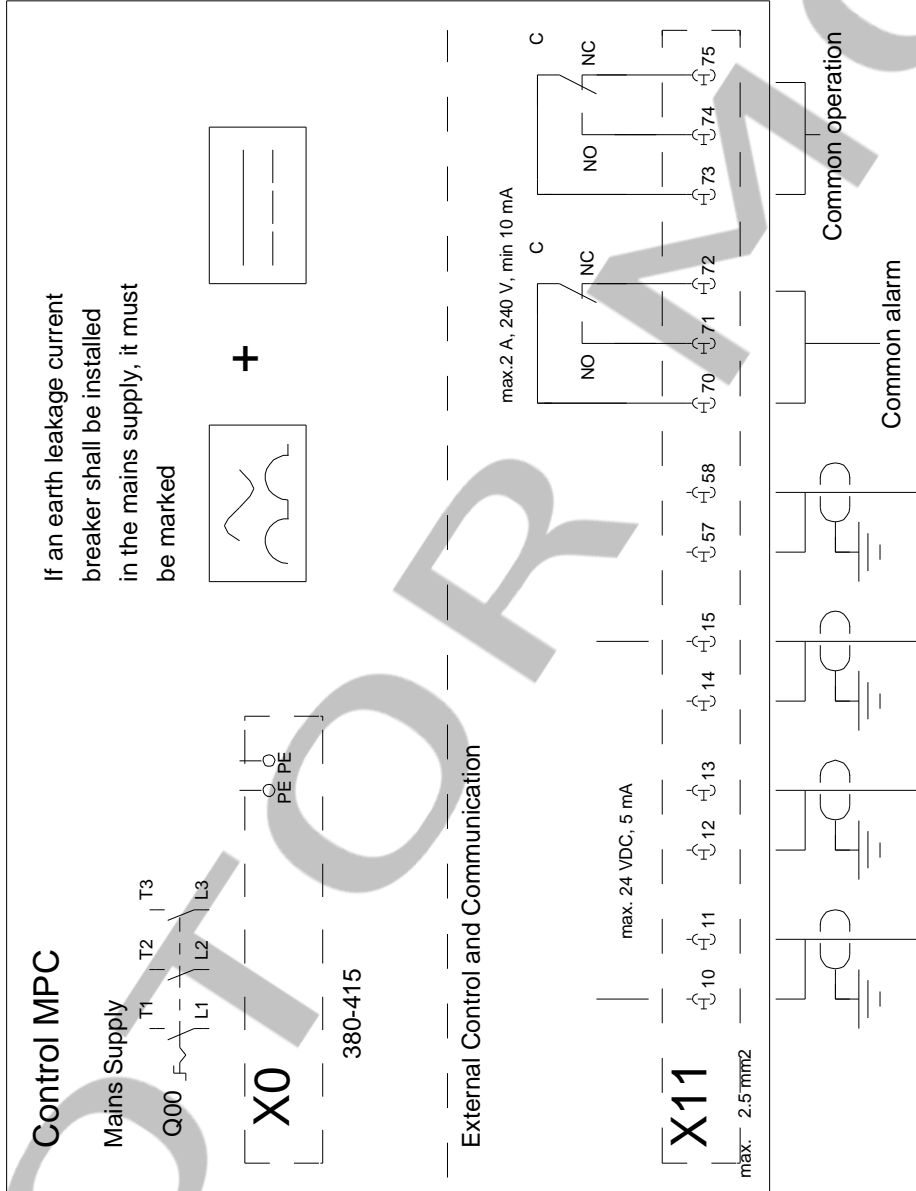 Control MPC
Mains Supply
Q00
T1 T2 T3
L1 L2 L3
X0
PE PE
380-415
If an earth leakage current
breaker shall be installed
in the mains supply, it must
be marked
+
External Control and Communication
max. 24 VDC, 5 mA
max.2 A, 240 V, min 10 mA
C
NO
NC
C
NO
NC
X11
10 11 12 13 14 15 57 58 70 71 72 73 74 75
max. 2.5 mm2
Common alarm
Common operation
OTOR MO